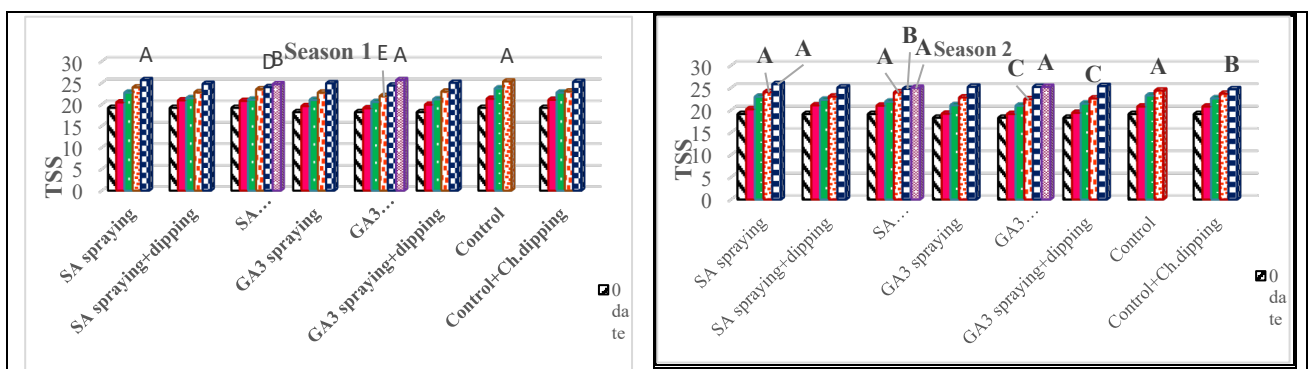 Season 1
A
D
B
E
A
A
30
25
20
15
10
5
0
TSS
SA spraying
SA spraying+dipping
SA…
GA3 spraying
GA3…
GA3 spraying+dipping
Control
Control+Ch.dipping
0
da
te
Season 2
A
A
A
B
A
C
A
C
A
B
30
25
20
15
10
5
0
TSS
SA spraying
SA spraying+dipping
SA…
GA3 spraying
GA3…
GA3 spraying+dipping
Control
Control+Ch.dipping
0
da
te